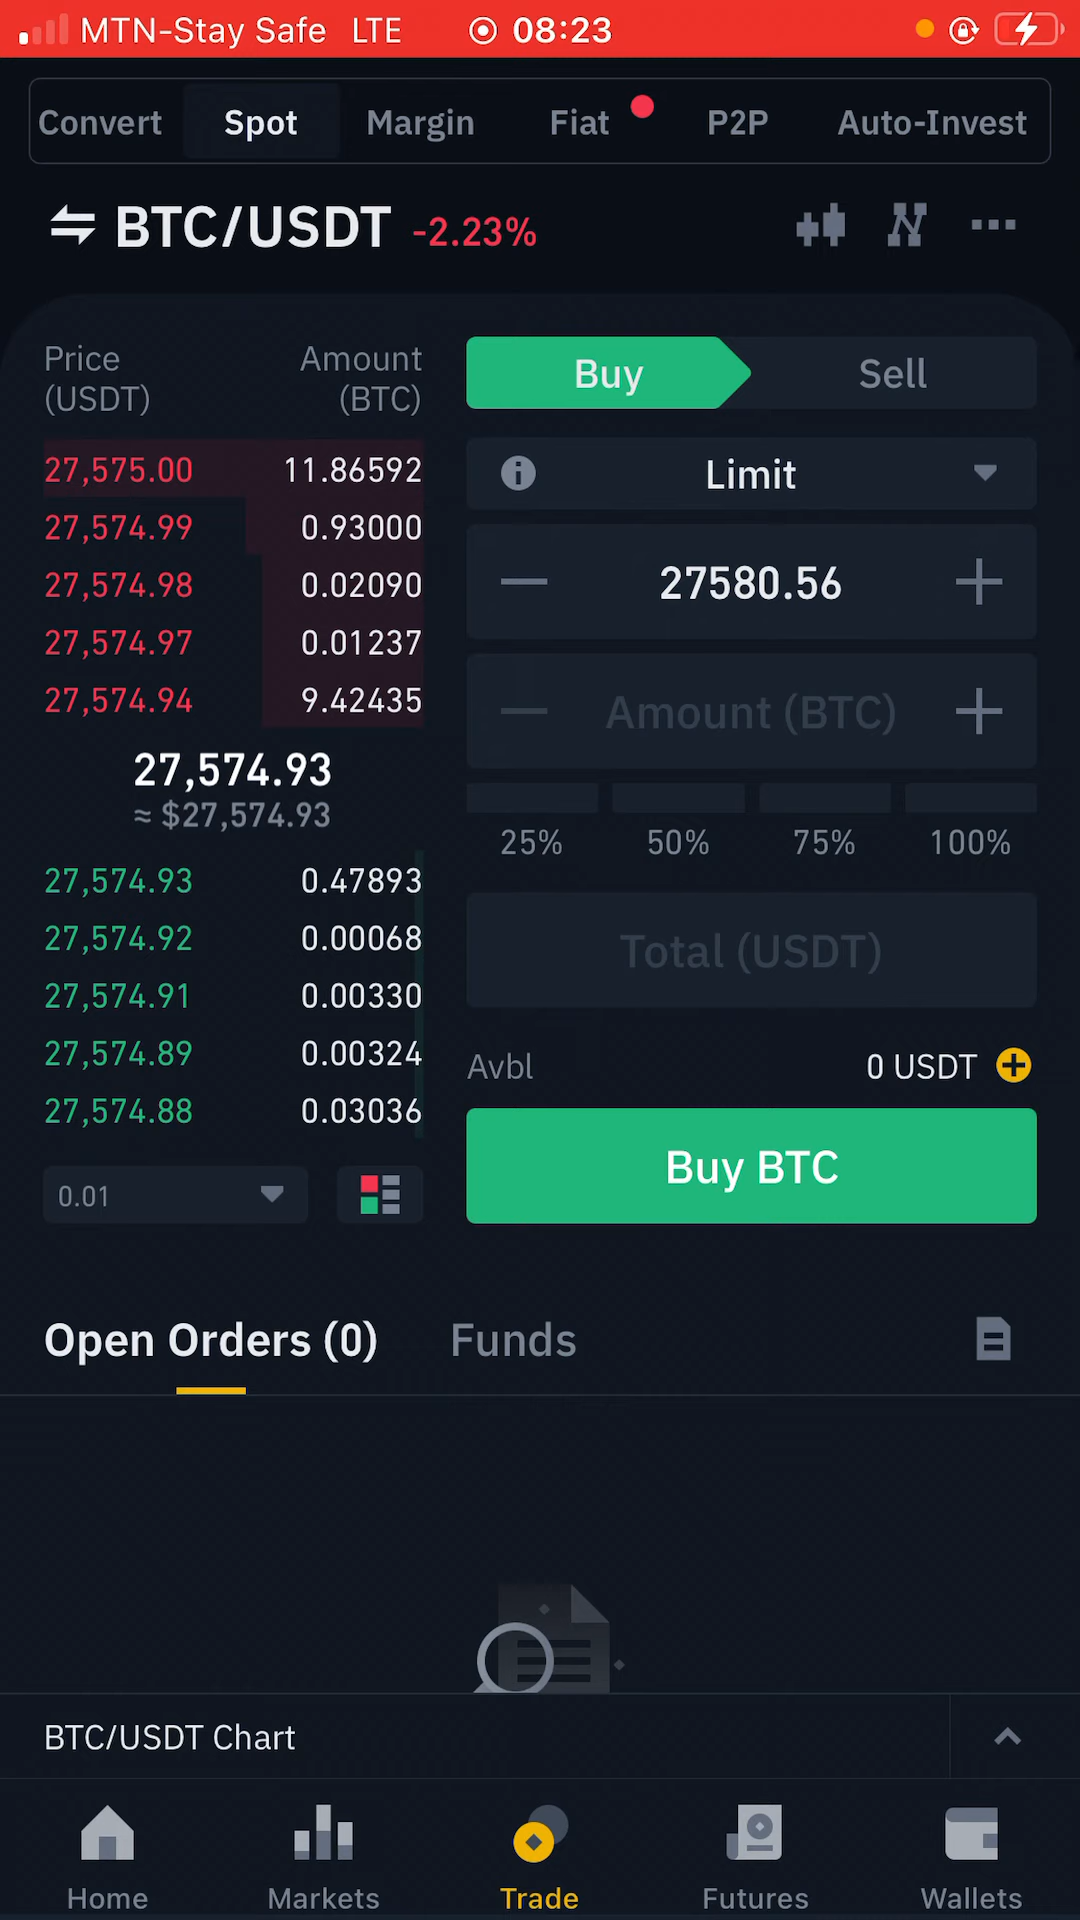 MTN-Stay Safe LTE 08:23
Convert Spot Margin Fiat P2P Auto-Invest
BTC/USDT -2.23%
Price
(USDT)
Amount
(BTC)
27,575.00 11.86592
27,574.99 0.93000
27,574.98 0.02090
27,574.97 0.01237
27,574.94 9.42435
27,574.93
≈ $27,574.93
27,574.93 0.47893
27,574.92 0.00068
27,574.91 0.00330
27,574.89 0.00324
27,574.88 0.03036
0.01
Buy Sell
Limit
27580.56
Amount (BTC)
25% 50% 75% 100%
Total (USDT)
Avbl 0 USDT
Buy BTC
Open Orders (0) Funds
BTC/USDT Chart
Home Markets Trade Futures Wallets